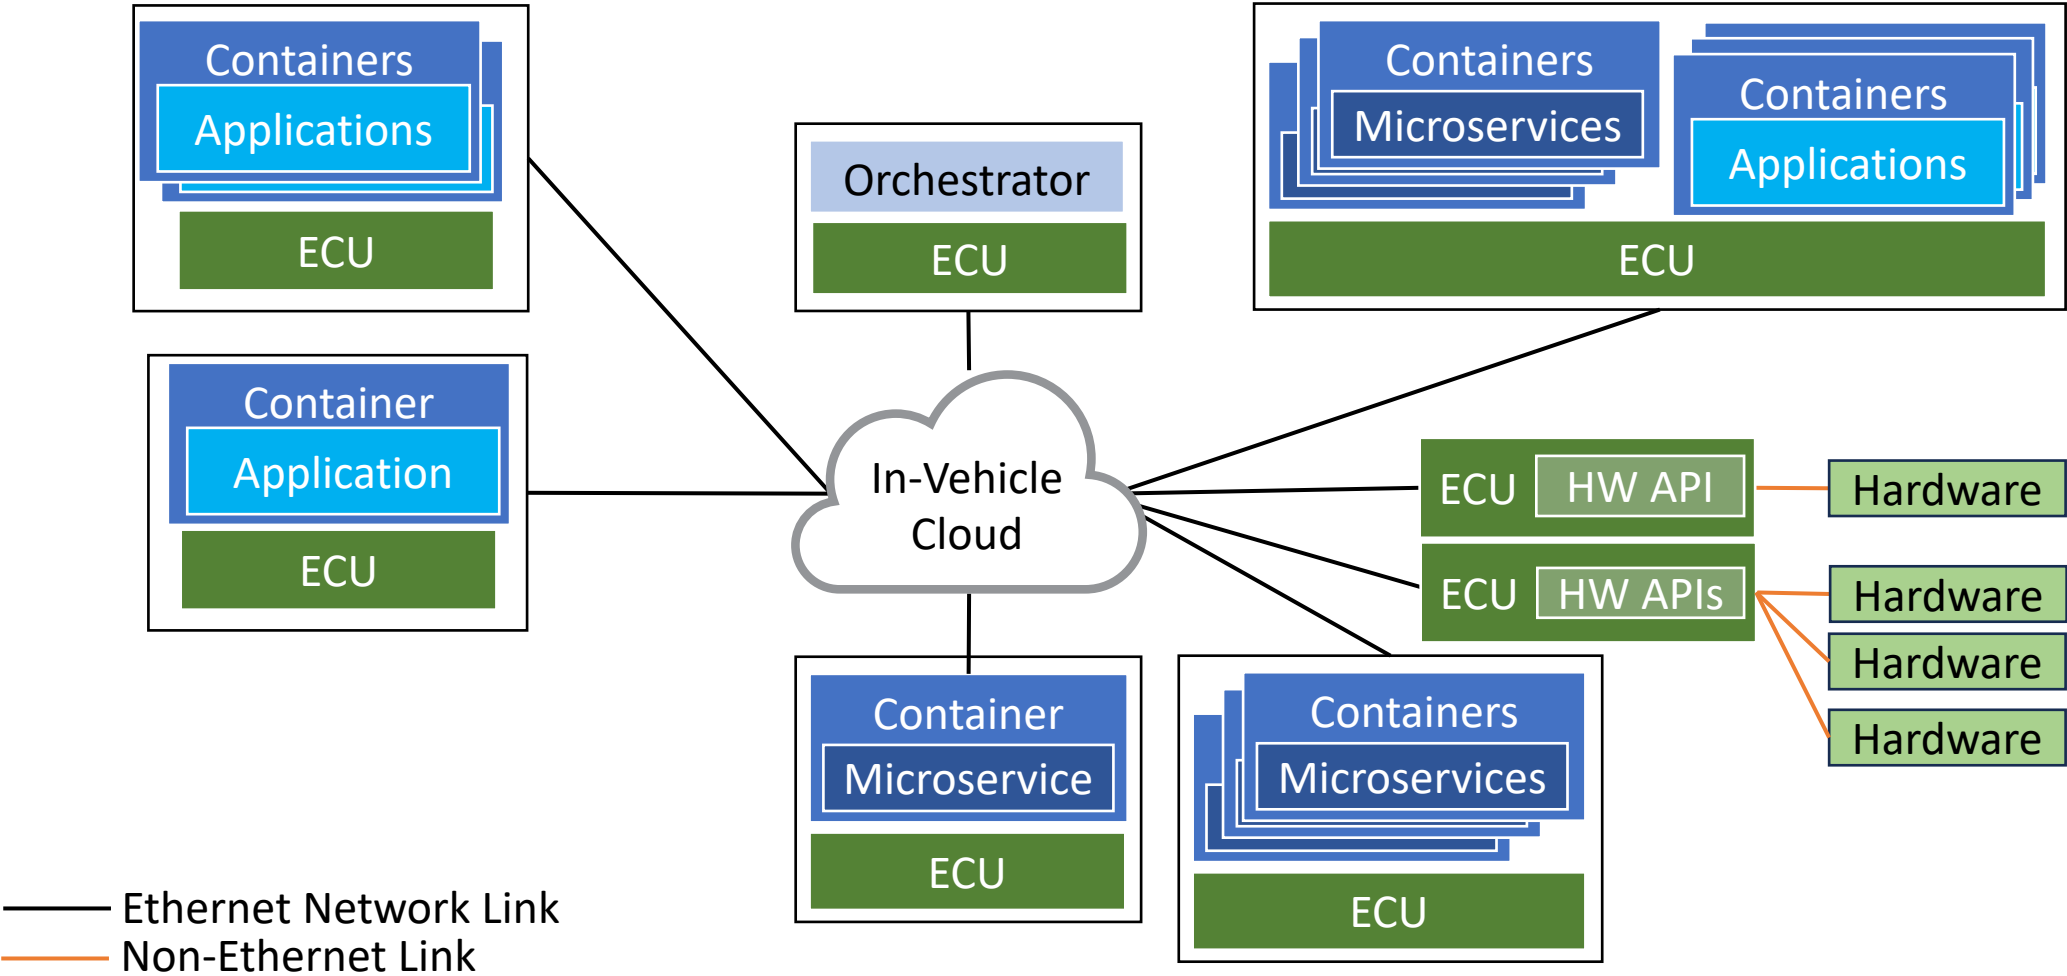 Containers
Applications
ECU
Orchestrator
ECU
Containers
Microservices
Containers
Applications
ECU
Container
Application
ECU
In-Vehicle
Cloud
ECU
HW API
Hardware
ECU
HW APIs
Hardware
Hardware
Hardware
Container
Microservice
ECU
Containers
Microservices
ECU
Ethernet Network Link
Non-Ethernet Link